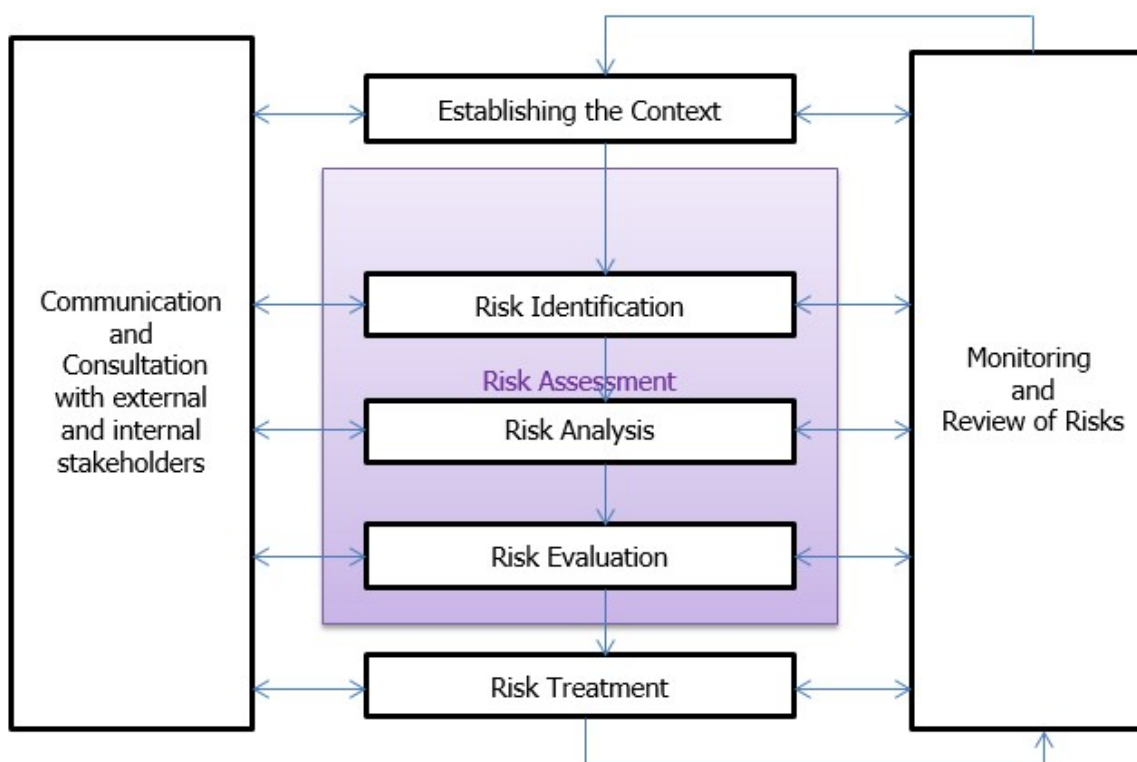 Establishing the Context
Communication
and
Consultation
with external
and internal
stakeholders
Risk Identification
Risk Assessment
Risk Analysis
Risk Evaluation
Risk Treatment
Monitoring
and
Review of Risks